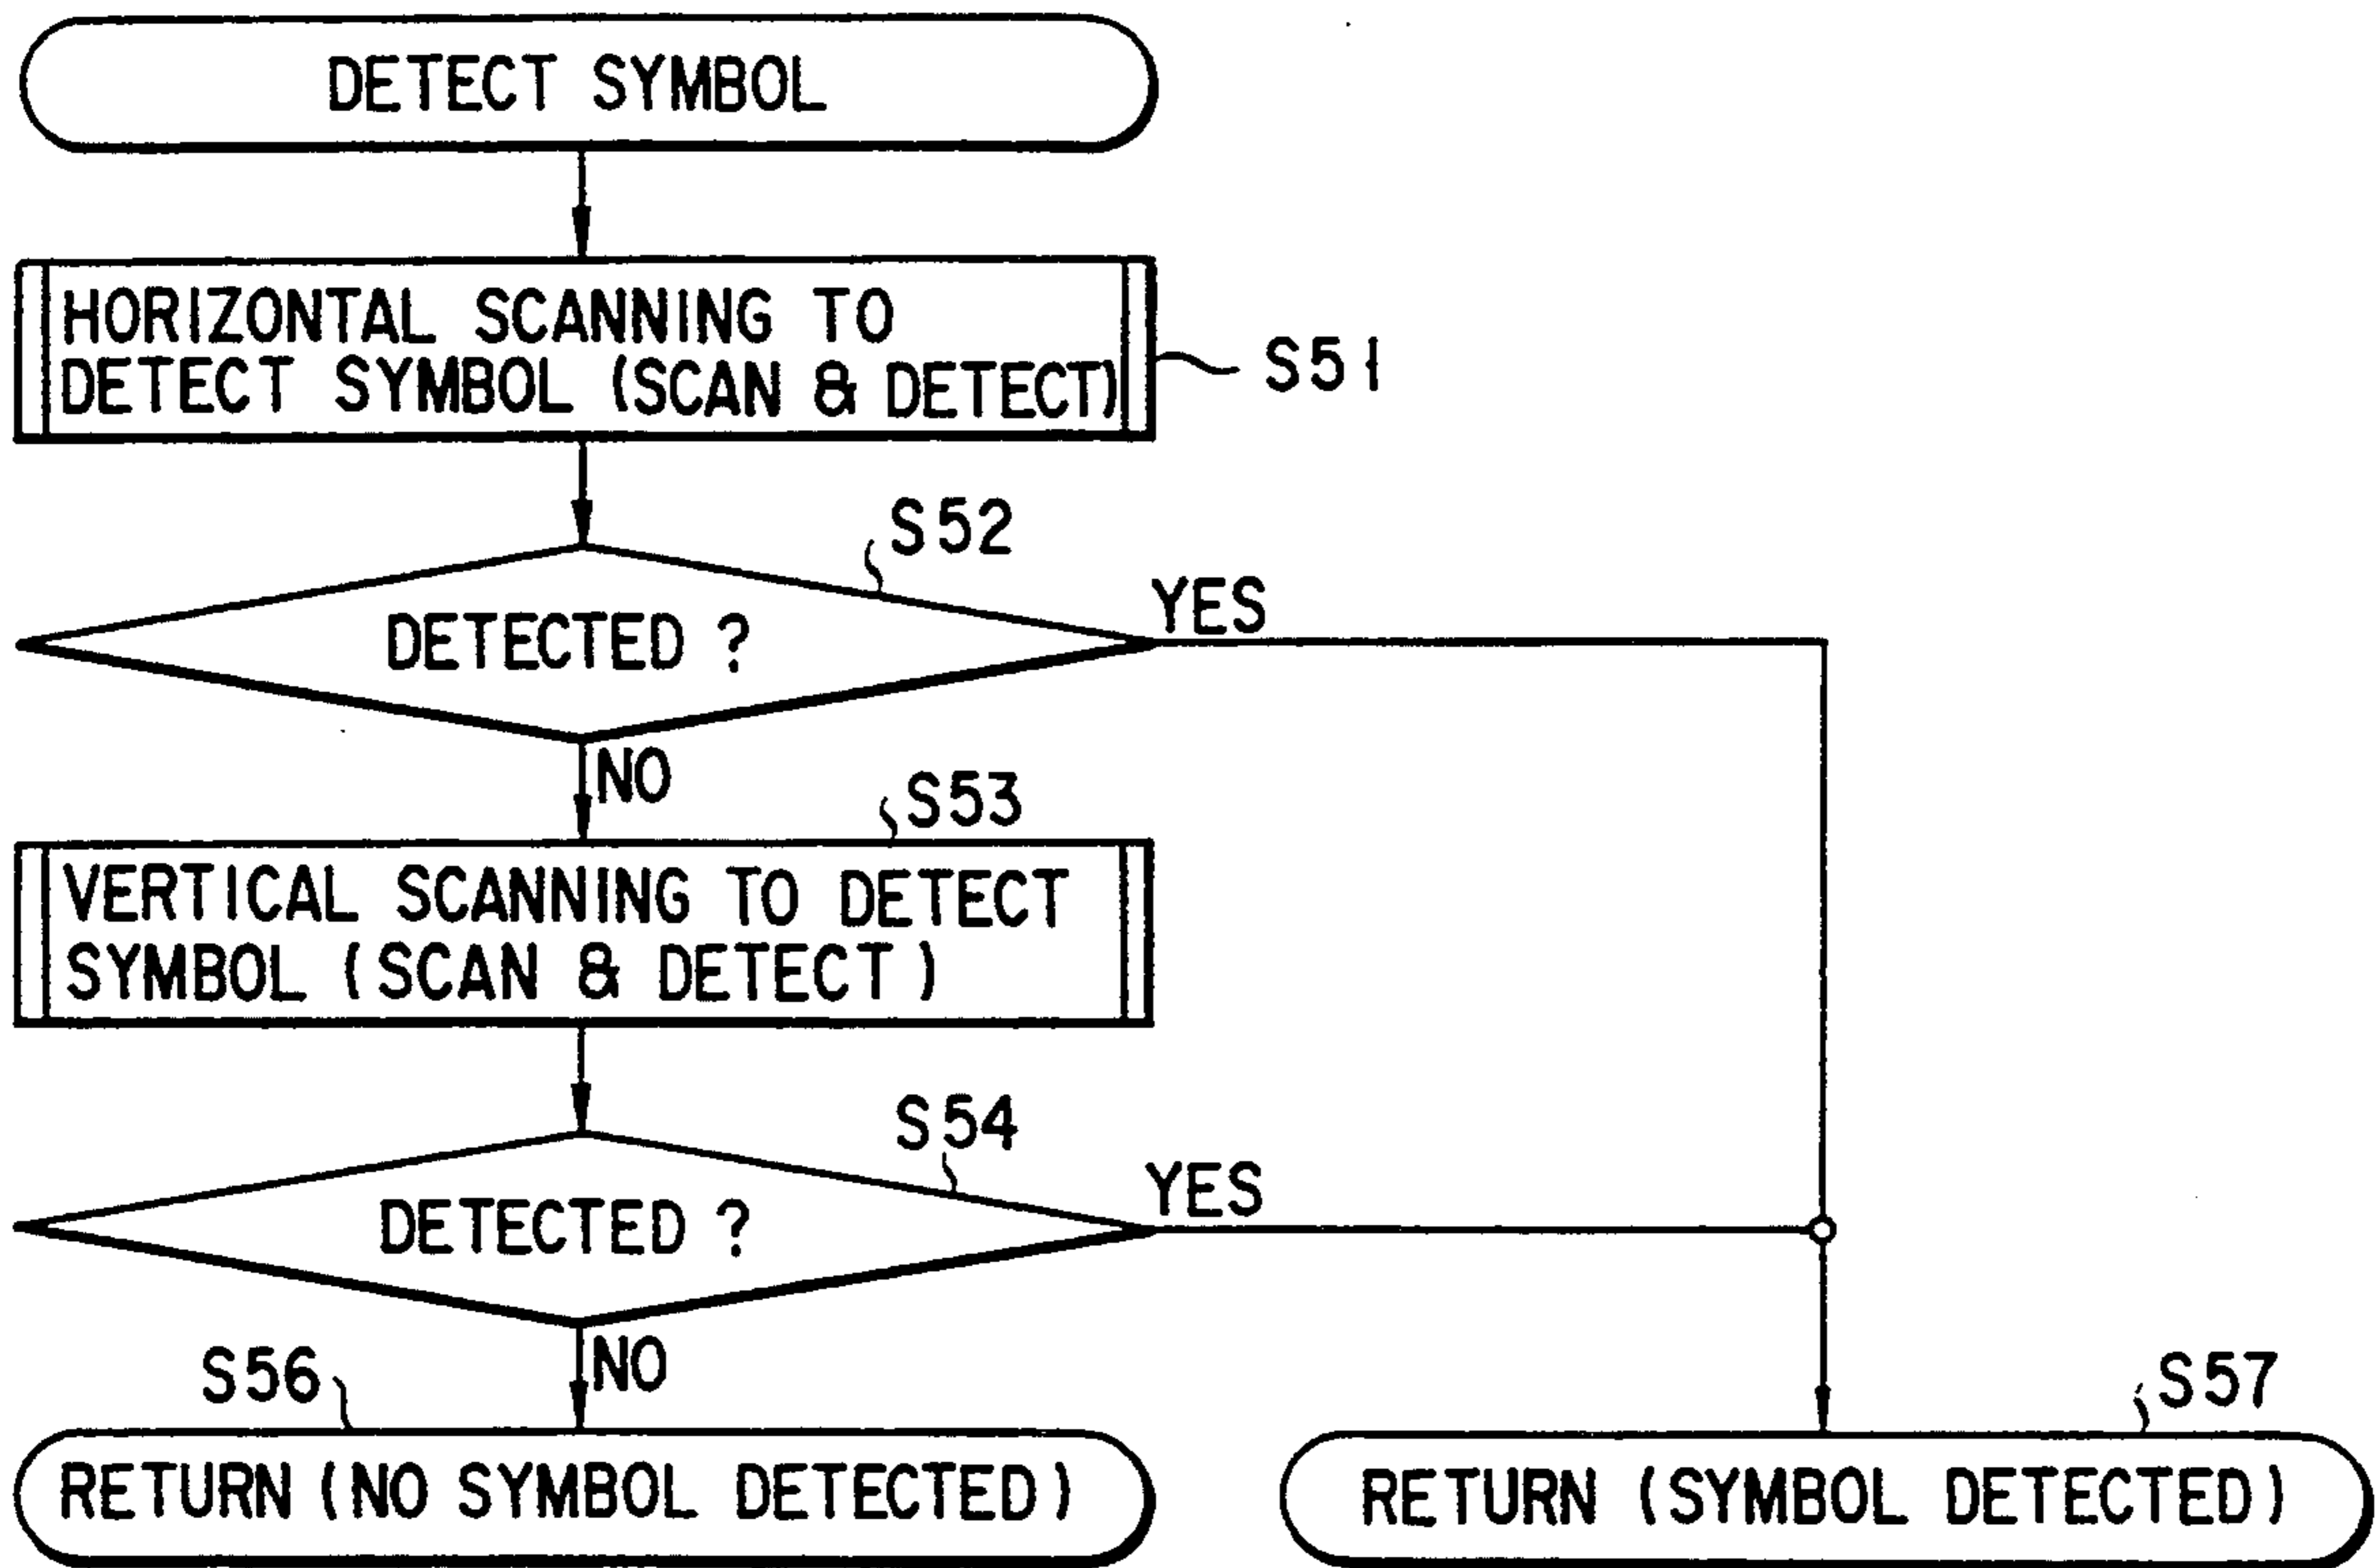 DETECT SYMBOL
HORIZONTAL SCANNING TO
DETECT SYMBOL (SCAN & DETECT)
S51
S52
DETECTED ?
YES
NO
S53
VERTICAL SCANNING TO DETECT
SYMBOL (SCAN & DETECT)
S54
DETECTED ?
YES
NO
S56
RETURN (NO SYMBOL DETECTED)
S57
RETURN (SYMBOL DETECTED)